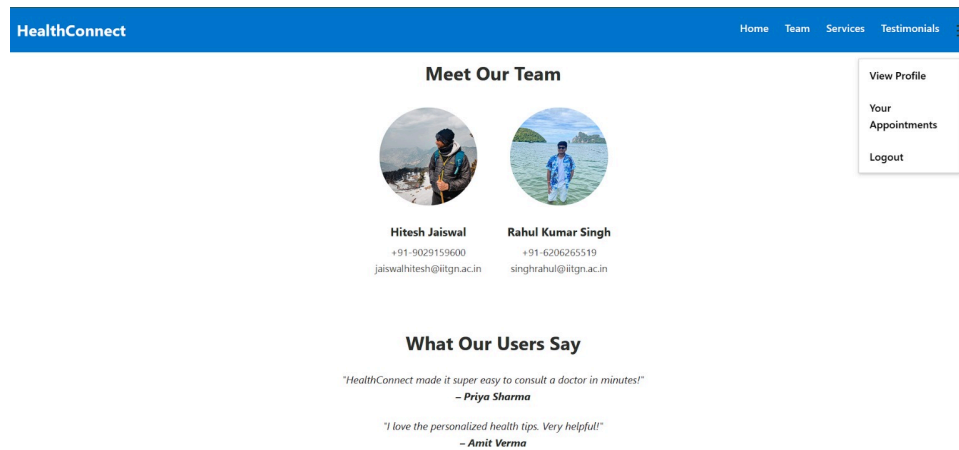 HealthConnect
Home Team Services Testimonials
View Profile
Your
Appointments
Logout
Meet Our Team
Hitesh Jaiswal
+91-9029159600
jaiswalhitesh@iitgn.ac.in
Rahul Kumar Singh
+91-6206265519
singhrahul@iitgn.ac.in
What Our Users Say
"HealthConnect made it super easy to consult a doctor in minutes!"
– Priya Sharma
"I love the personalized health tips. Very helpful!"
– Amit Verma